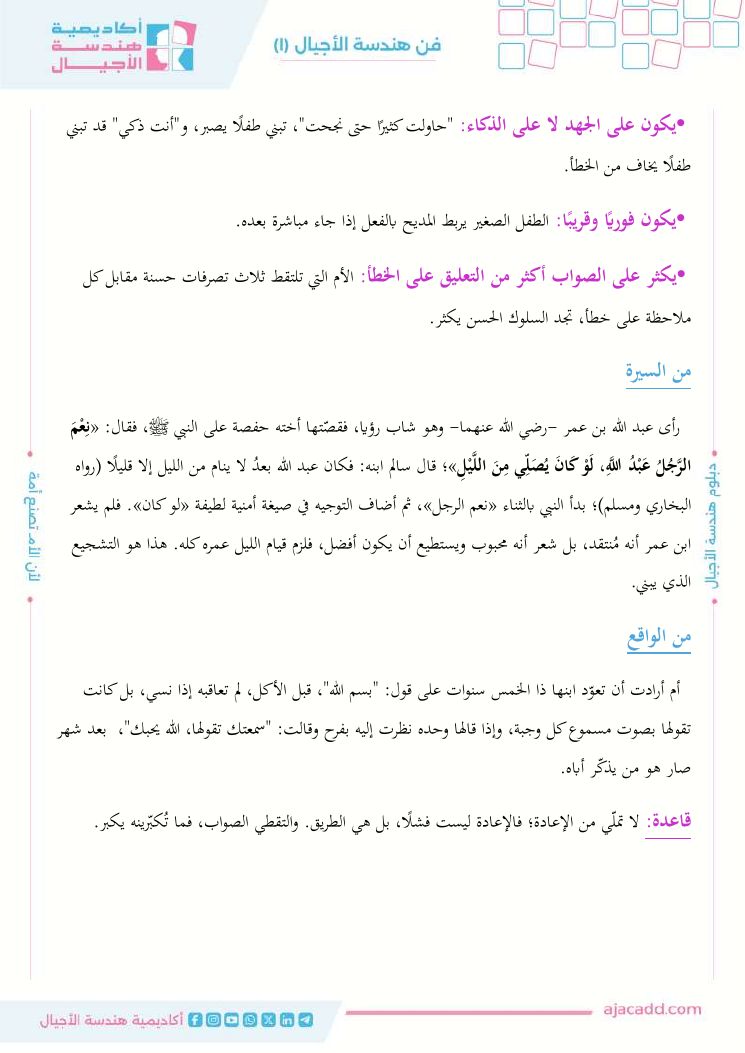 أكاديمية
هندسة
الأجيال
فن هندسة الأجيال (١)
•يكون على الجهد لا على الذكاء: "حاولت كثيرًا حتى نجحت"، تبني طفلًا يصبر، و"أنت ذكي" قد تبني
طفلًا يخاف من الخطأ.
•يكون فوريًا وقريبًا: الطفل الصغير يربط المديح بالفعل إذا جاء مباشرة بعده.
•يكثر على الصواب أكثر من التعليق على الخطأ: الأم التي تلتقط ثلاث تصرفات حسنة مقابل كل
ملاحظة على خطأ، تجد السلوك الحسن يكثر.
من السيرة
رأى عبد الله بن عمر -رضي الله عنهما- وهو شاب رؤيا، فقصّتها أخته حفصة على النبي ﷺ، فقال: «نِعْمَ
الرَّجُلُ عَبْدُ اللَّهِ، لَوْ كَانَ يُصَلِّي مِنَ اللَّيْلِ»؛ قال سالم ابنه: فكان عبد الله بعدُ لا ينام من الليل إلا قليلًا (رواه
البخاري ومسلم)؛ بدأ النبي بالثناء «نعم الرجل»، ثم أضاف التوجيه في صيغة أمنية لطيفة «لو كان». فلم يشعر
ابن عمر أنه مُنتقد، بل شعر أنه محبوب ويستطيع أن يكون أفضل، فلزم قيام الليل عمره كله. هذا هو التشجيع
الذي يبني.
من الواقع
أم أرادت أن تعوّد ابنها ذا الخمس سنوات على قول: "بسم الله"، قبل الأكل، لم تعاقبه إذا نسي، بل كانت
تقولها بصوت مسموع كل وجبة، وإذا قالها وحده نظرت إليه بفرح وقالت: "سمعتك تقولها، الله يحبك"، بعد شهر
صار هو من يذكّر أباه.
قاعدة: لا تملّي من الإعادة؛ فالإعادة ليست فشلًا، بل هي الطريق. والتقطي الصواب، فما تُكبّرينه يكبر.
دبلوم هندسة الأجيال
لأن الأم تصنع أمة
ajacadd.com
أكاديمية هندسة الأجيال